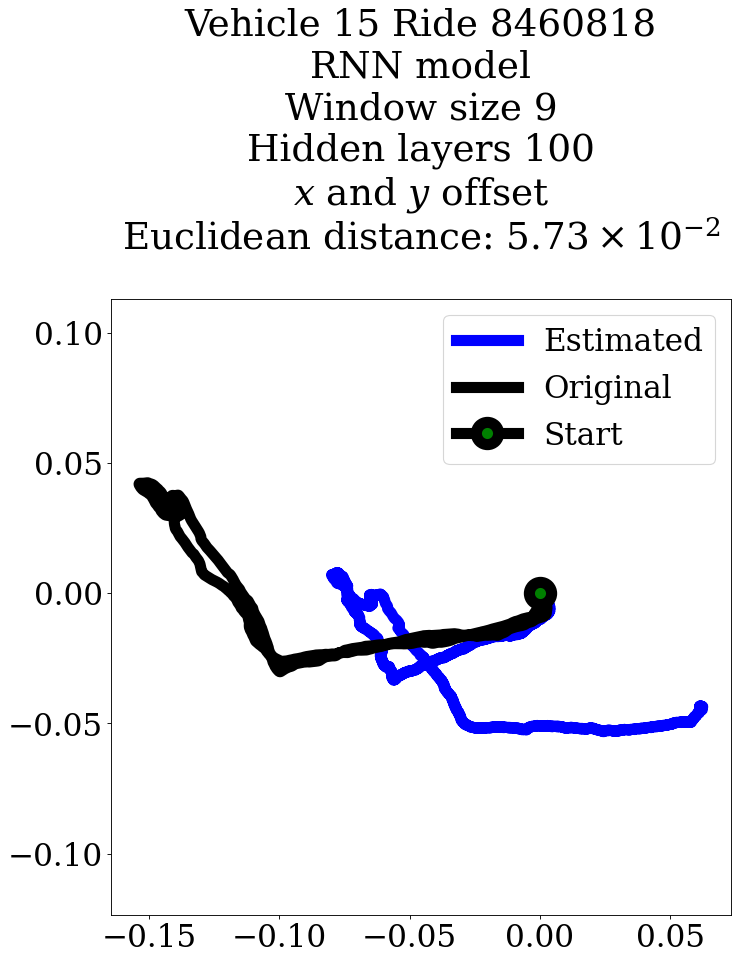 Vehicle 15 Ride 8460818
RNN model
Window size 9
Hidden layers 100
x and y offset
Euclidean distance: 5.73 × 10⁻²
Estimated
Original
Start
0.10
0.05
0.00
−0.05
−0.10
−0.15 −0.10 −0.05 0.00 0.05